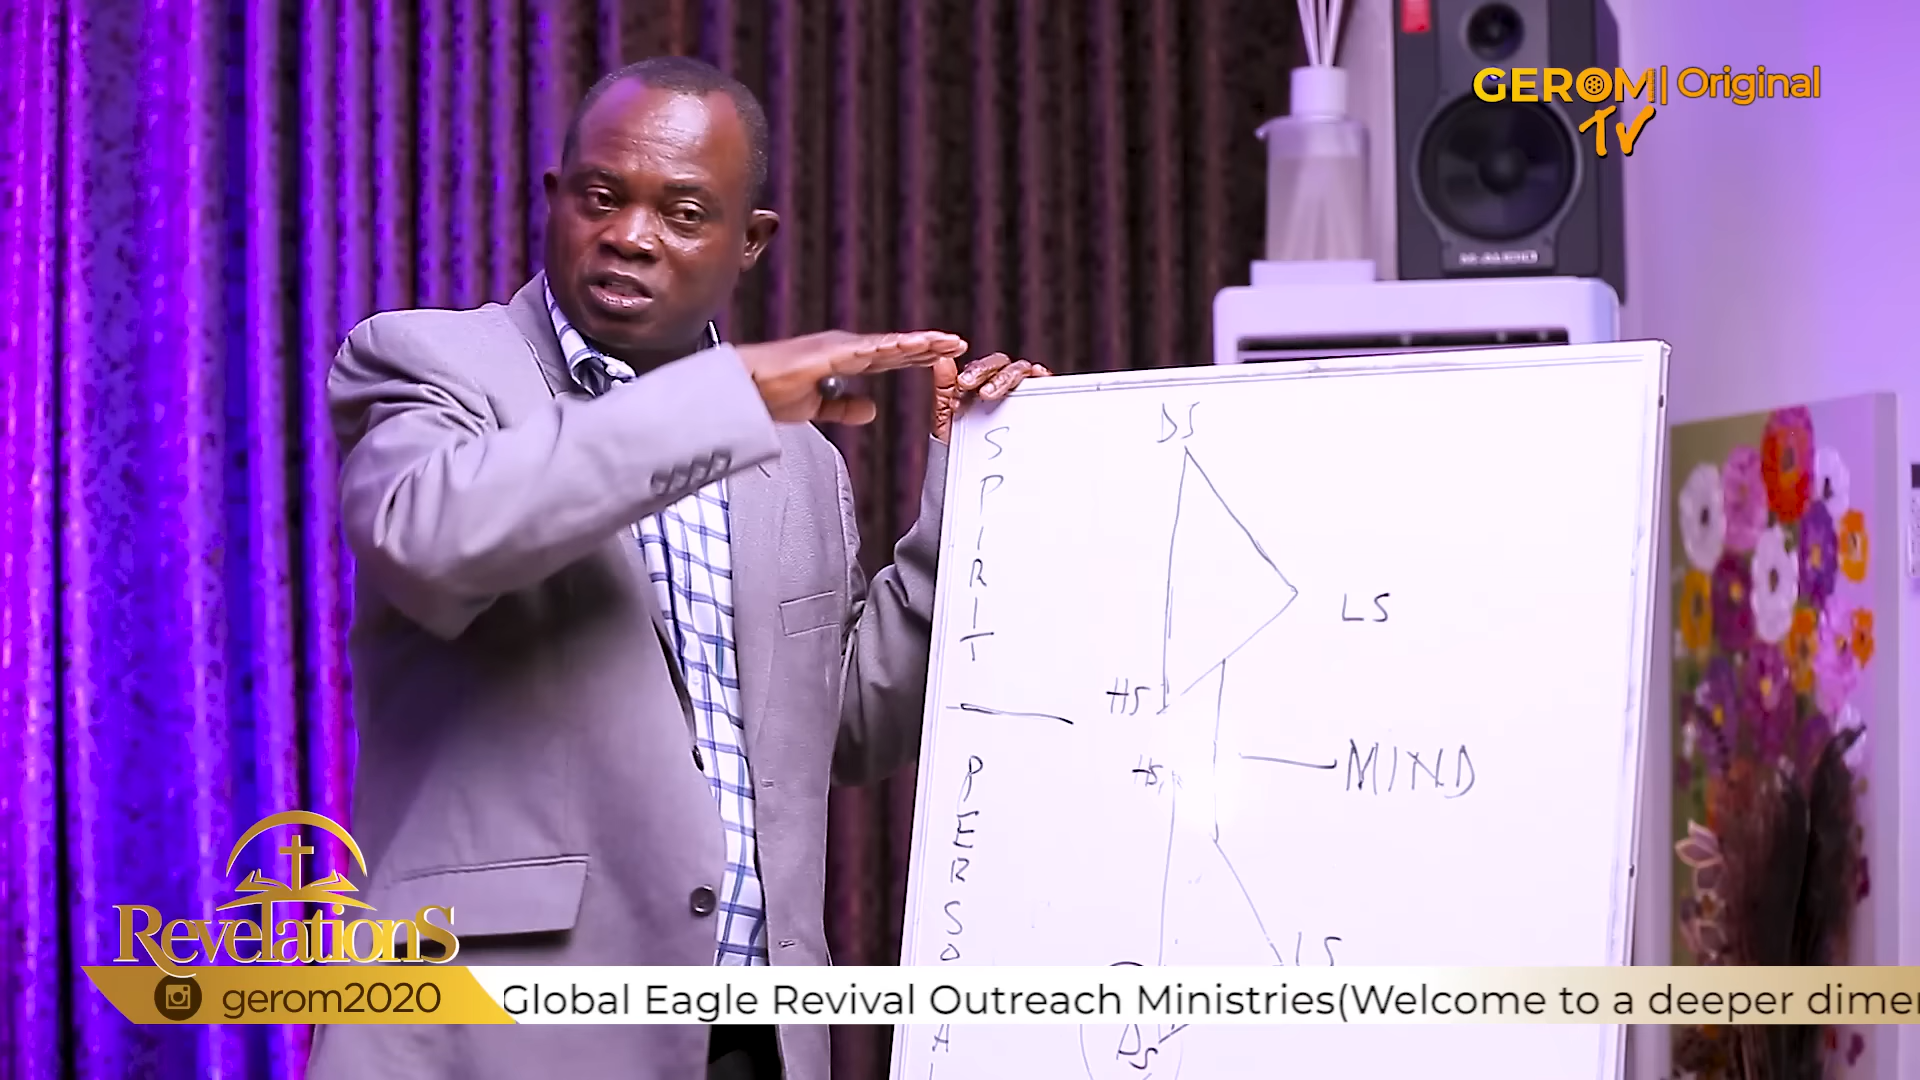 GEROM| Original
TV
M-AUDIO
SPIRIT
DS
LS
HS
PERSO
HS
MIND
LS
DS
A
RevelationS
gerom2020
Global Eagle Revival Outreach Ministries(Welcome to a deeper dimen